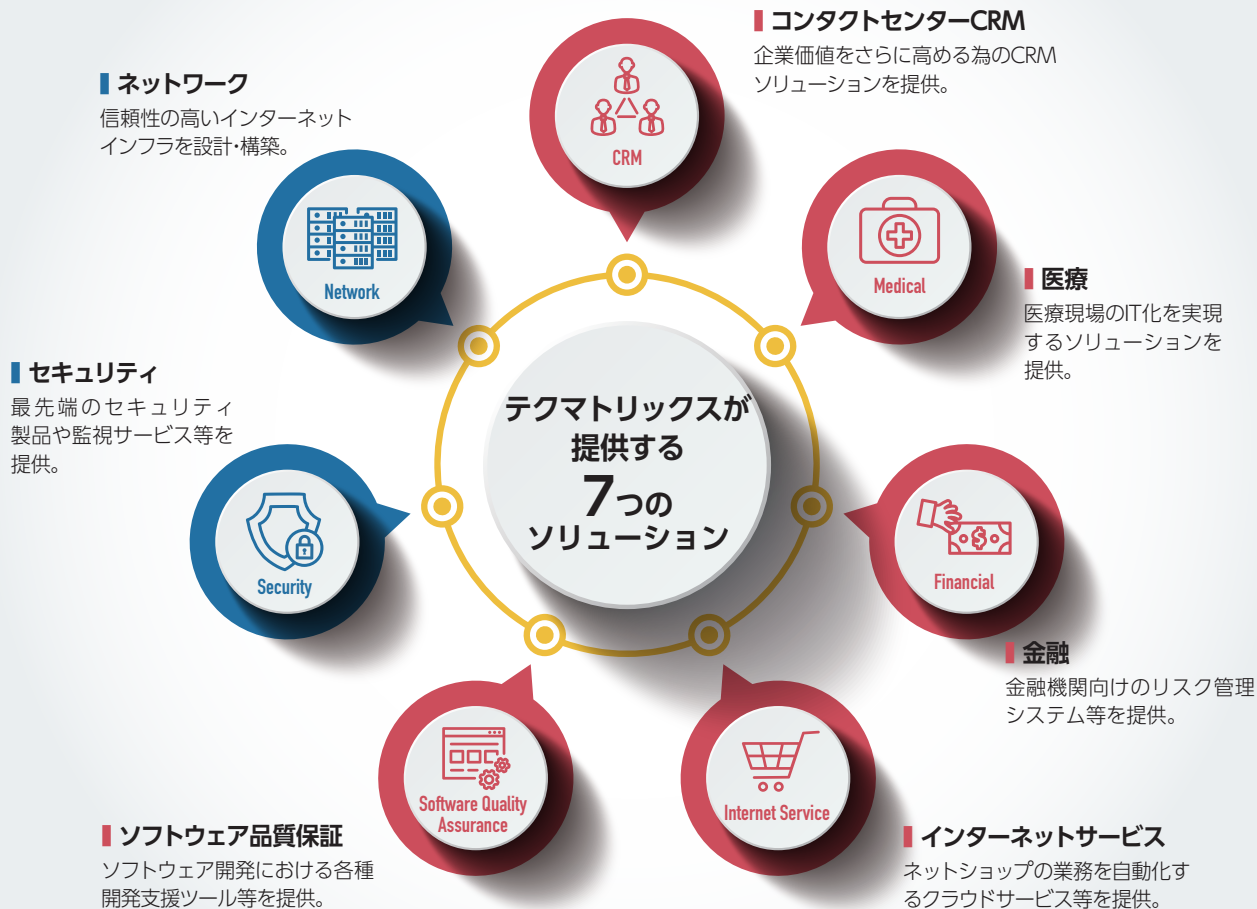 コンタクトセンターCRM
企業価値をさらに高める為のCRM
ソリューションを提供。
CRM
ネットワーク
信頼性の高いインターネット
インフラを設計・構築。
Network
Medical
医療
医療現場のIT化を実現
するソリューションを
提供。
セキュリティ
最先端のセキュリティ
製品や監視サービス等を
提供。
Security
テクマトリックスが
提供する
7つの
ソリューション
Financial
金融
金融機関向けのリスク管理
システム等を提供。
Software Quality
Assurance
ソフトウェア品質保証
ソフトウェア開発における各種
開発支援ツール等を提供。
Internet Service
インターネットサービス
ネットショップの業務を自動化す
るクラウドサービス等を提供。